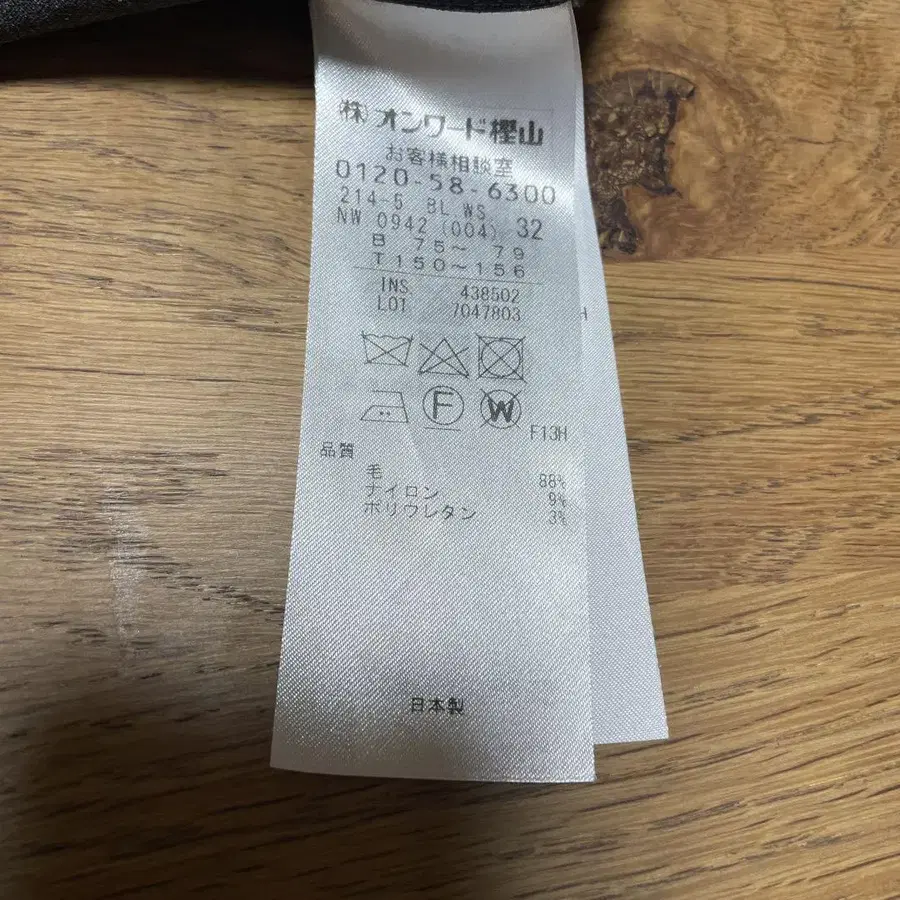 ㈱オンワード樫山
お客様相談室
0120-58-6300
214-5 BL WS 32
NW 0942 (004)
B 75～ 79
T150～156
INS. 438502
LOT 7047803
F
W
F13H
品質
毛 88%
ナイロン 9%
ポリウレタン 3%
日本製
H